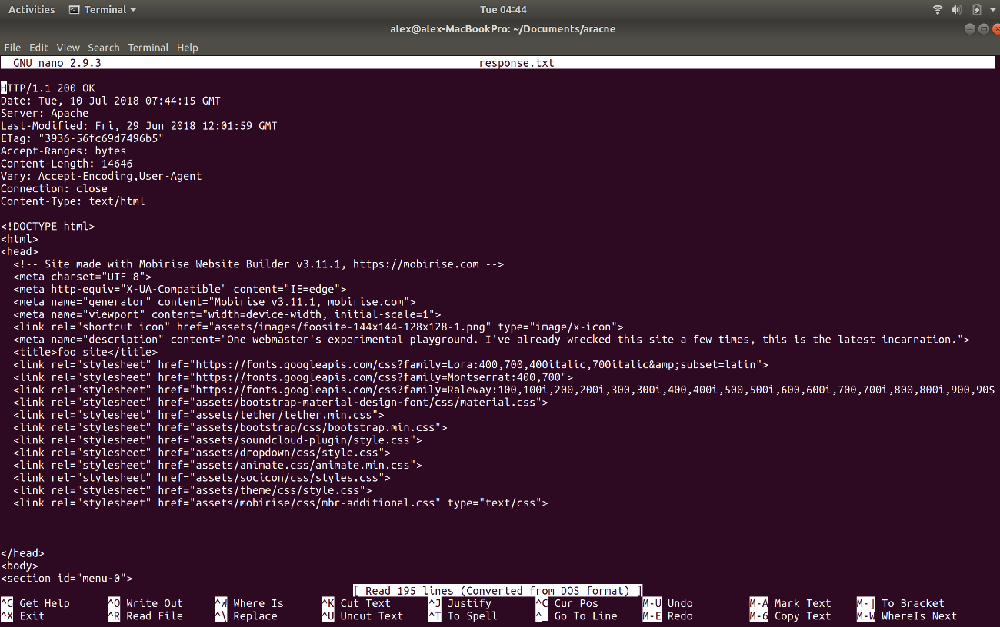 Activities Terminal Tue 04:44
alex@alex-MacBookPro: ~/Documents/aracne
File Edit View Search Terminal Help
GNU nano 2.9.3 response.txt
HTTP/1.1 200 OK
Date: Tue, 10 Jul 2018 07:44:15 GMT
Server: Apache
Last-Modified: Fri, 29 Jun 2018 12:01:59 GMT
ETag: "3936-56fc69d7496b5"
Accept-Ranges: bytes
Content-Length: 14646
Vary: Accept-Encoding,User-Agent
Connection: close
Content-Type: text/html
<!DOCTYPE html>
<html>
<head>
<!-- Site made with Mobirise Website Builder v3.11.1, https://mobirise.com -->
<meta charset="UTF-8">
<meta http-equiv="X-UA-Compatible" content="IE=edge">
<meta name="generator" content="Mobirise v3.11.1, mobirise.com">
<meta name="viewport" content="width=device-width, initial-scale=1">
<link rel="shortcut icon" href="assets/images/foosite-144x144-128x128-1.png" type="image/x-icon">
<meta name="description" content="One webmaster's experimental playground. I've already wrecked this site a few times, this is the latest incarnation.">
<title>foo site</title>
<link rel="stylesheet" href="https://fonts.googleapis.com/css?family=Lora:400,700,400italic,700italic&amp;subset=latin">
<link rel="stylesheet" href="https://fonts.googleapis.com/css?family=Montserrat:400,700">
<link rel="stylesheet" href="https://fonts.googleapis.com/css?family=Raleway:100,100i,200,200i,300,300i,400,400i,500,500i,600,600i,700,700i,800,800i,900,90$
<link rel="stylesheet" href="assets/bootstrap-material-design-font/css/material.css">
<link rel="stylesheet" href="assets/tether/tether.min.css">
<link rel="stylesheet" href="assets/bootstrap/css/bootstrap.min.css">
<link rel="stylesheet" href="assets/soundcloud-plugin/style.css">
<link rel="stylesheet" href="assets/dropdown/css/style.css">
<link rel="stylesheet" href="assets/animate.css/animate.min.css">
<link rel="stylesheet" href="assets/socicon/css/styles.css">
<link rel="stylesheet" href="assets/theme/css/style.css">
<link rel="stylesheet" href="assets/mobirise/css/mbr-additional.css" type="text/css">
</head>
<body>
<section id="menu-0">
[ Read 195 lines (Converted from DOS format) ]
^G Get Help ^O Write Out ^W Where Is ^K Cut Text ^J Justify ^C Cur Pos M-U Undo M-A Mark Text M-] To Bracket
^X Exit ^R Read File ^\ Replace ^U Uncut Text ^T To Spell ^_ Go To Line M-E Redo M-6 Copy Text M-W WhereIs Next